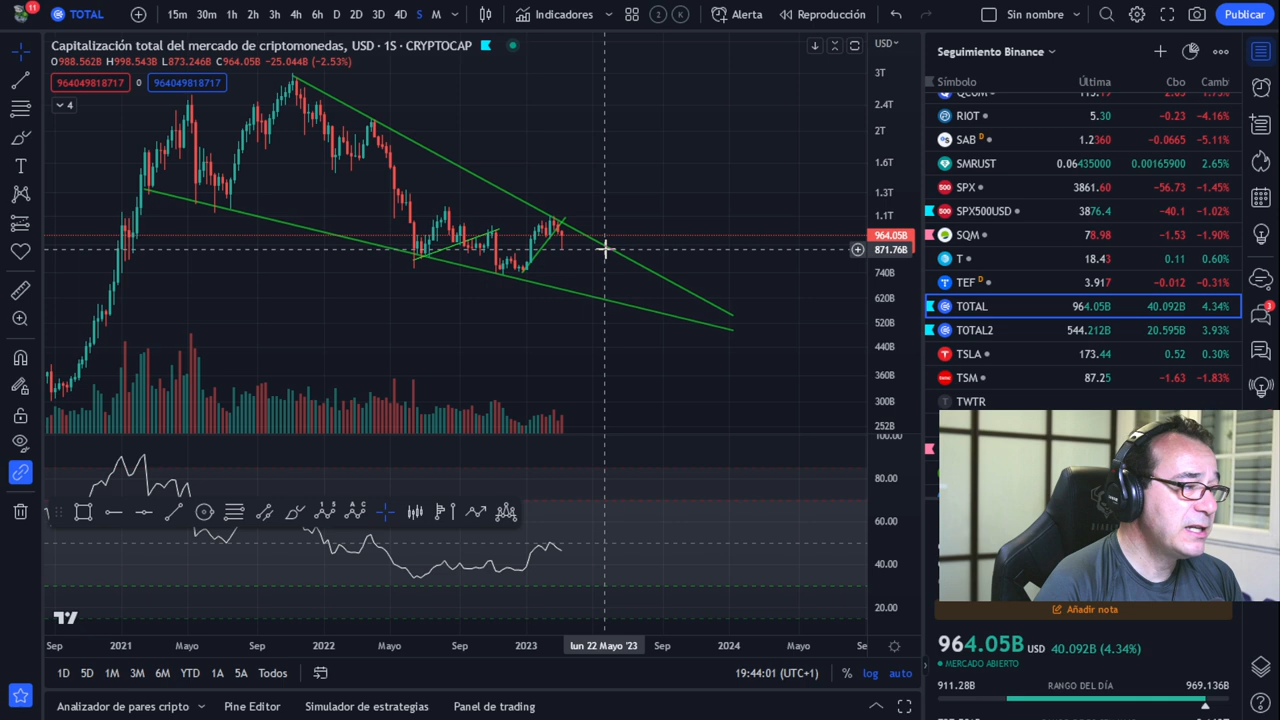 11
TOTAL
15m 30m 1h 2h 3h 4h 6h D 2D 3D 4D S M
Indicadores
2 K
Alerta
Reproducción
Sin nombre
Publicar
Capitalización total del mercado de criptomonedas, USD · 1S · CRYPTOCAP
O988.562B H998.543B L873.246B C964.05B −25.044B (−2.53%)
964049818717 0 964049818717
4
USD
3T
2.4T
2T
1.6T
1.3T
1.1T
964.05B
871.76B
740B
620B
520B
440B
360B
300B
252B
100.00
80.00
60.00
40.00
20.00
Sep 2021 Mayo Sep 2022 Mayo Sep 2023 lun 22 Mayo '23 Sep 2024 Mayo Se
1D 5D 1M 3M 6M YTD 1A 5A Todos
19:44:01 (UTC+1) % log auto
Analizador de pares cripto Pine Editor Simulador de estrategias Panel de trading
Seguimiento Binance
Símbolo Última Cbo Camb
RIOT 5.30 −0.23 −4.16%
SAB D 1.2360 −0.0665 −5.11%
SMRUST 0.06435000 0.00165900 2.65%
SPX 3861.60 −56.73 −1.45%
SPX500USD 3876.4 −40.1 −1.02%
SQM 78.98 −1.53 −1.90%
T 18.43 0.11 0.60%
TEF D 3.917 −0.012 −0.31%
TOTAL 964.05B 40.092B 4.34%
TOTAL2 544.212B 20.595B 3.93%
TSLA 173.44 0.52 0.30%
TSM 87.25 −1.63 −1.83%
TWTR
3
Añadir nota
964.05B USD 40.092B (4.34%)
MERCADO ABIERTO
911.28B RANGO DEL DÍA 969.136B